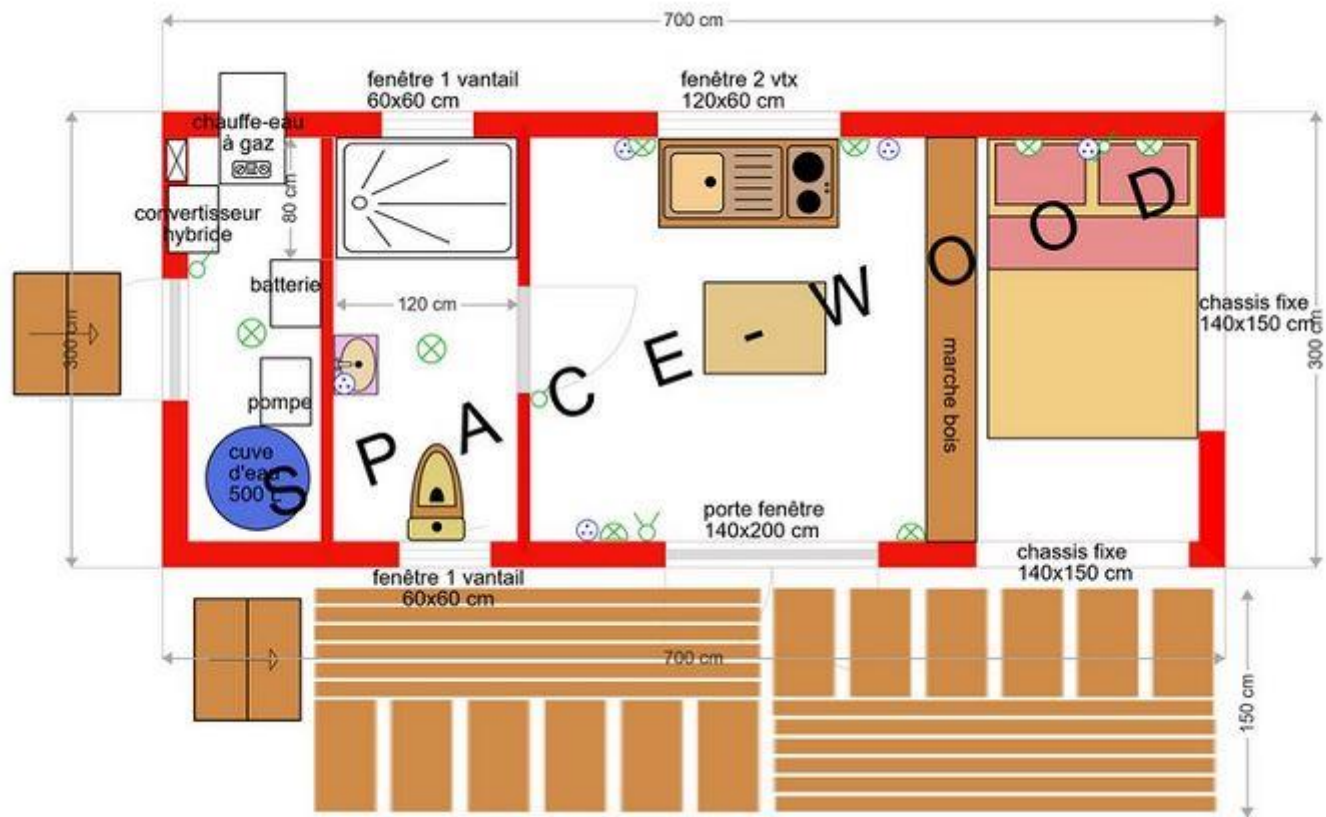 700 cm
fenêtre 1 vantail
60x60 cm
fenêtre 2 vtx
120x60 cm
chauffe-eau
à gaz
80 cm
convertisseur
hybride
batterie
120 cm
300 cm
pompe
cuve
d'eau
500 L
SPACE-WOOD
marche bois
chassis fixe
140x150 cm
300 cm
porte fenêtre
140x200 cm
chassis fixe
140x150 cm
fenêtre 1 vantail
60x60 cm
700 cm
150 cm